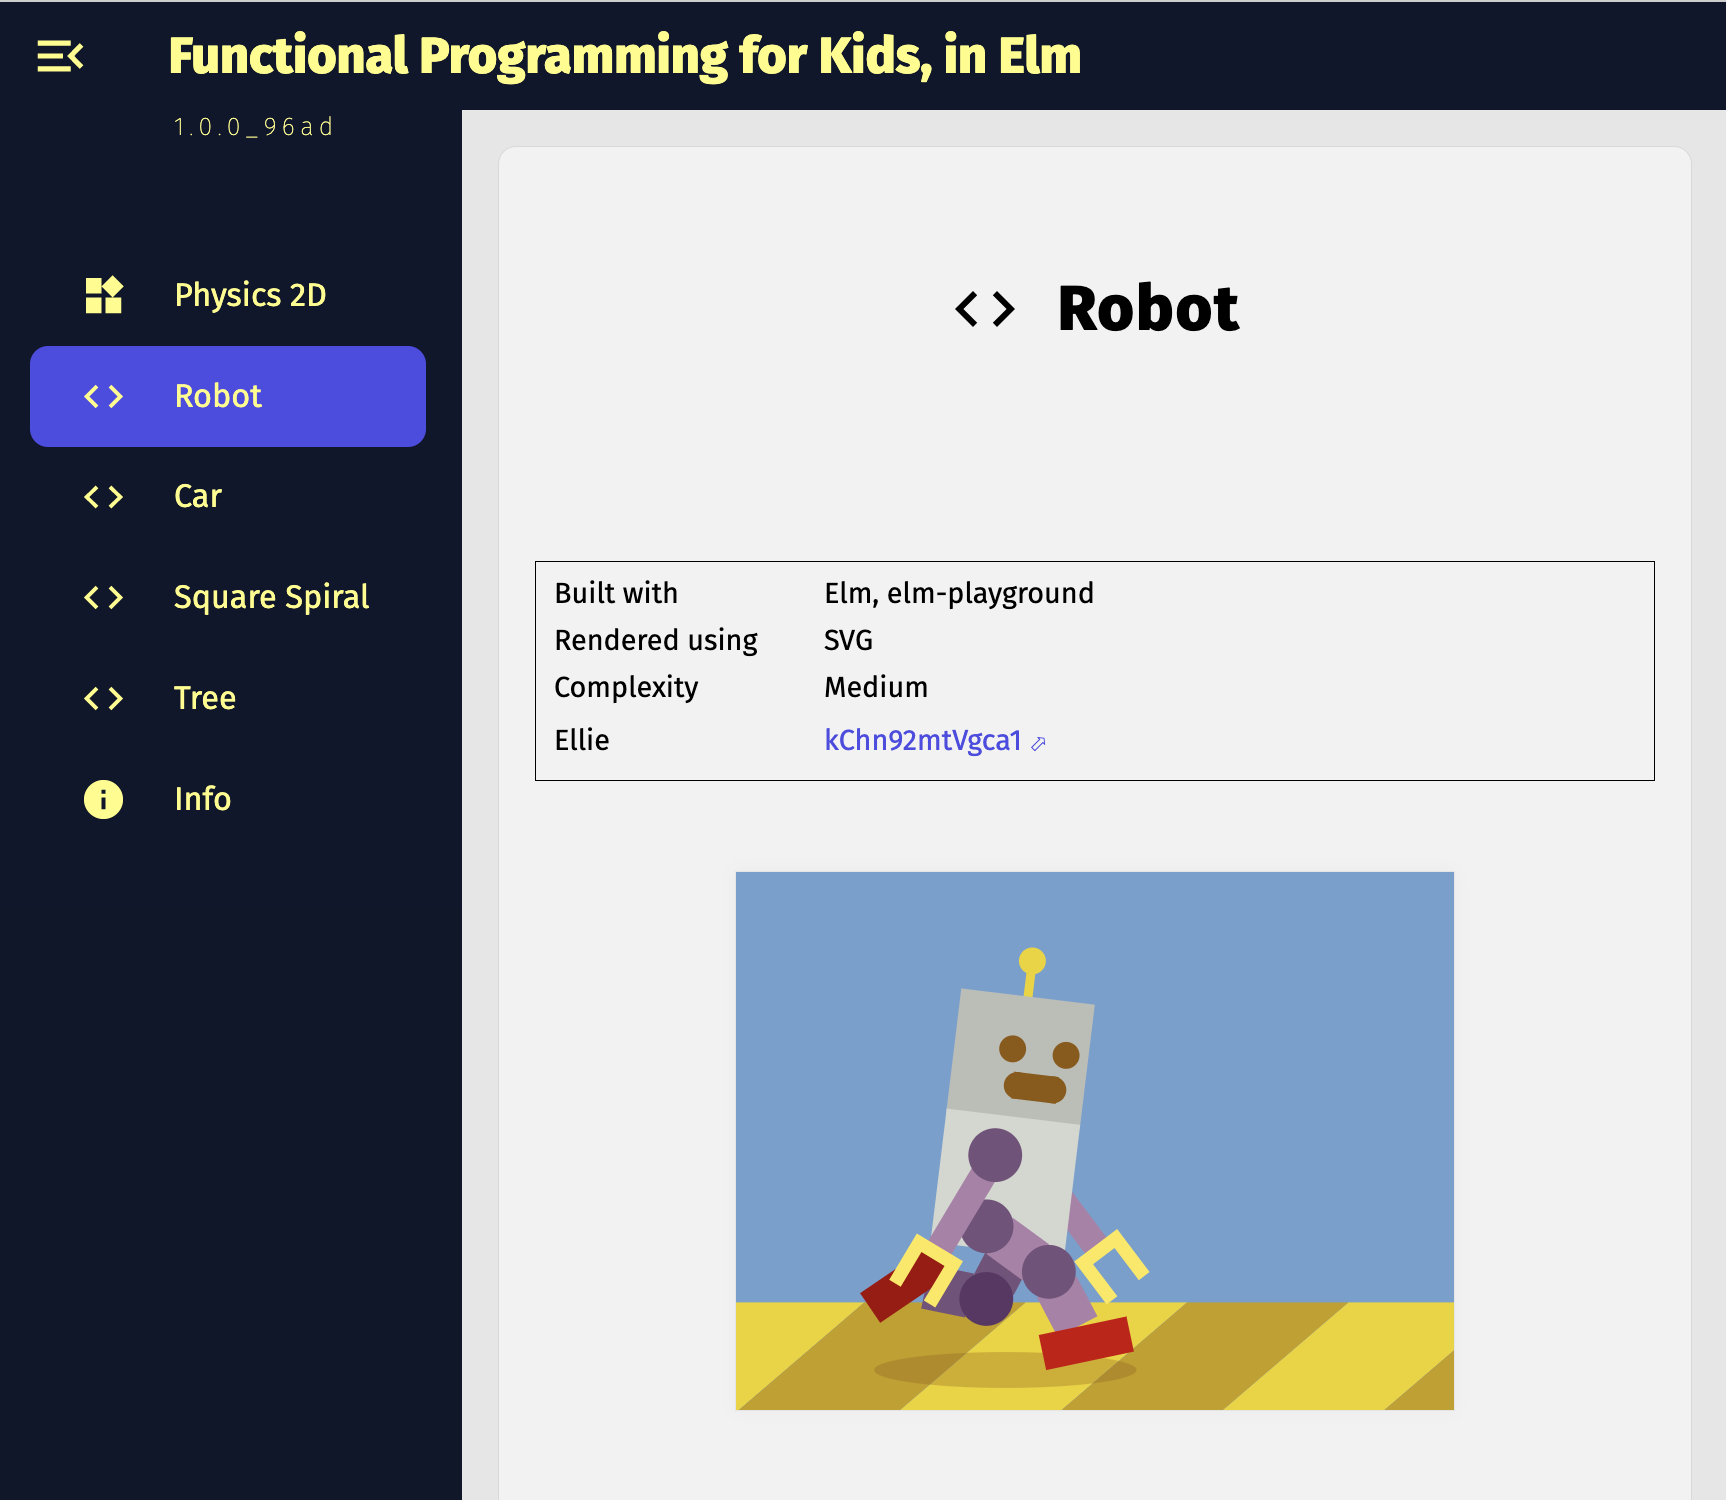 Functional Programming for Kids, in Elm
1.0.0_96ad
Physics 2D
Robot
Car
Square Spiral
Tree
Info
Robot
Built with Elm, elm-playground
Rendered using SVG
Complexity Medium
Ellie kChn92mtVgca1